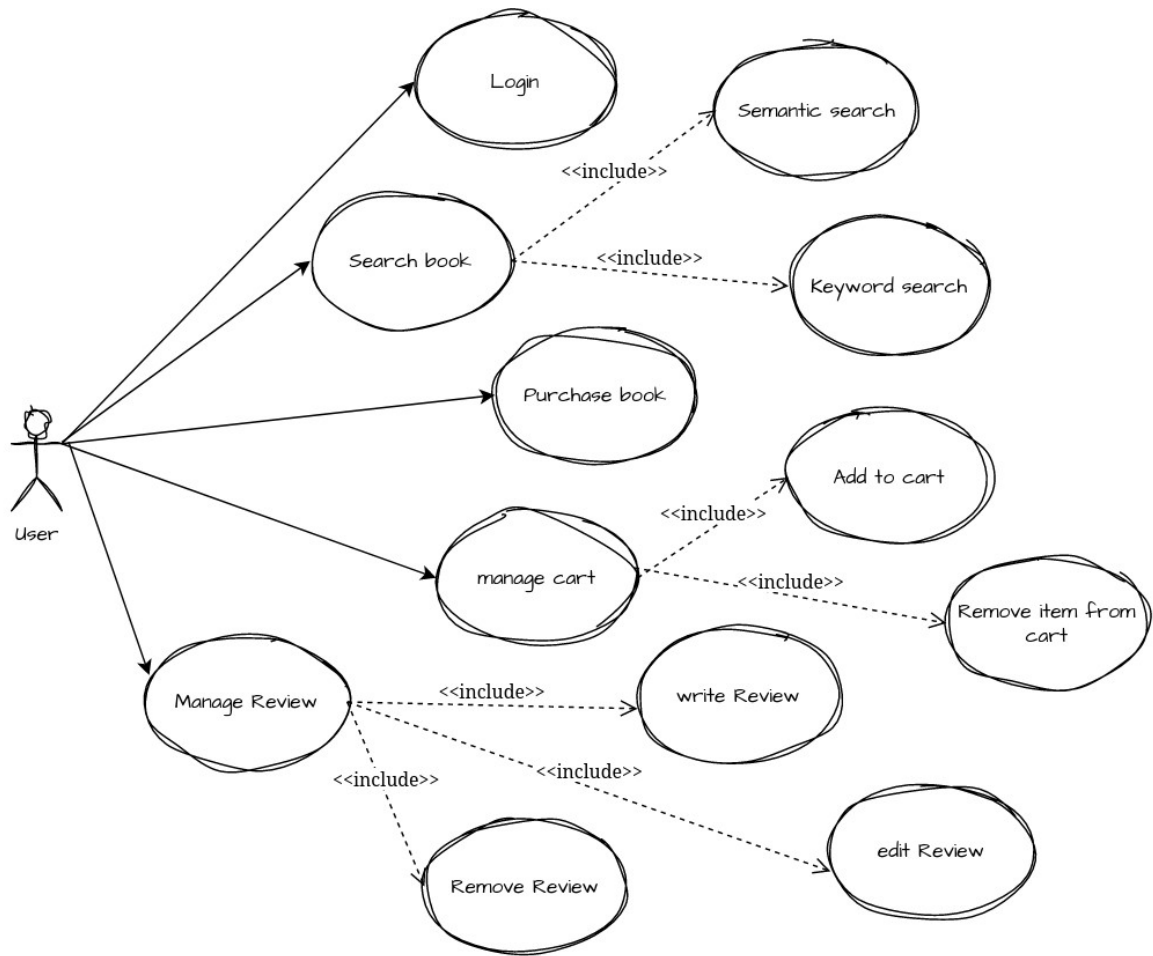 Login
Semantic search
<<include>>
Search book
<<include>>
Keyword search
Purchase book
Add to cart
<<include>>
User
manage cart
<<include>>
Remove item from
cart
Manage Review
<<include>>
write Review
<<include>>
<<include>>
edit Review
Remove Review